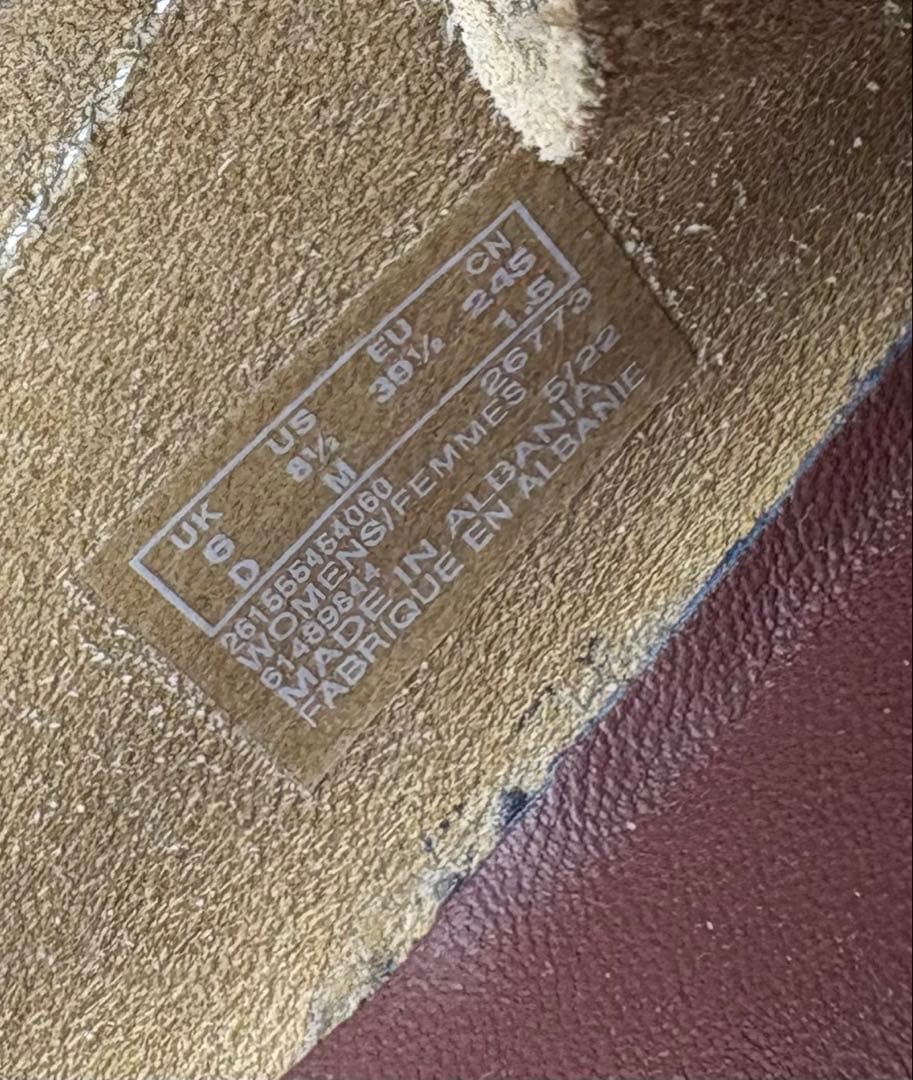 UK US EU CN
6 8½ 39½ 245
D M 1.5
261555454060 26773
WOMENS/FEMMES
61489844 5/22
MADE IN ALBANIA
FABRIQUE EN ALBANIE